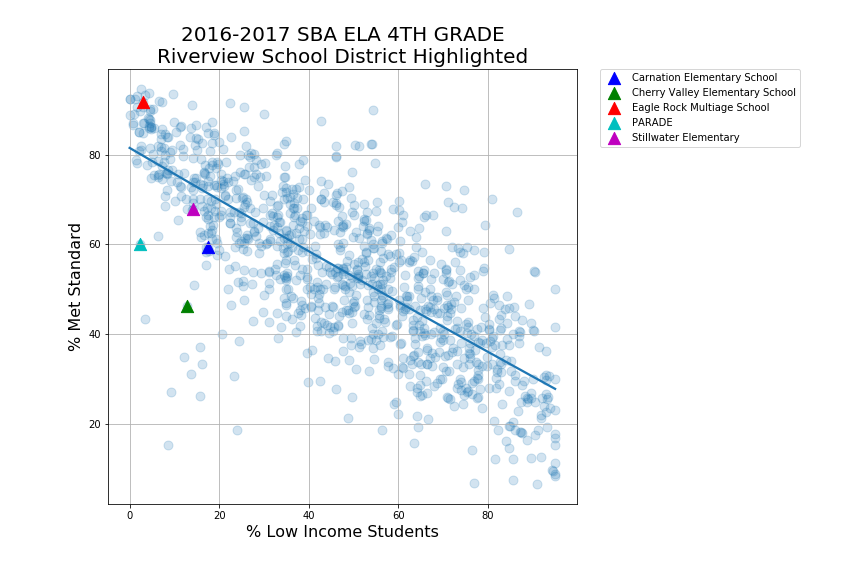 2016-2017 SBA ELA 4TH GRADE
Riverview School District Highlighted
Carnation Elementary School
Cherry Valley Elementary School
Eagle Rock Multiage School
PARADE
Stillwater Elementary
% Met Standard
80
60
40
20
0 20 40 60 80
% Low Income Students